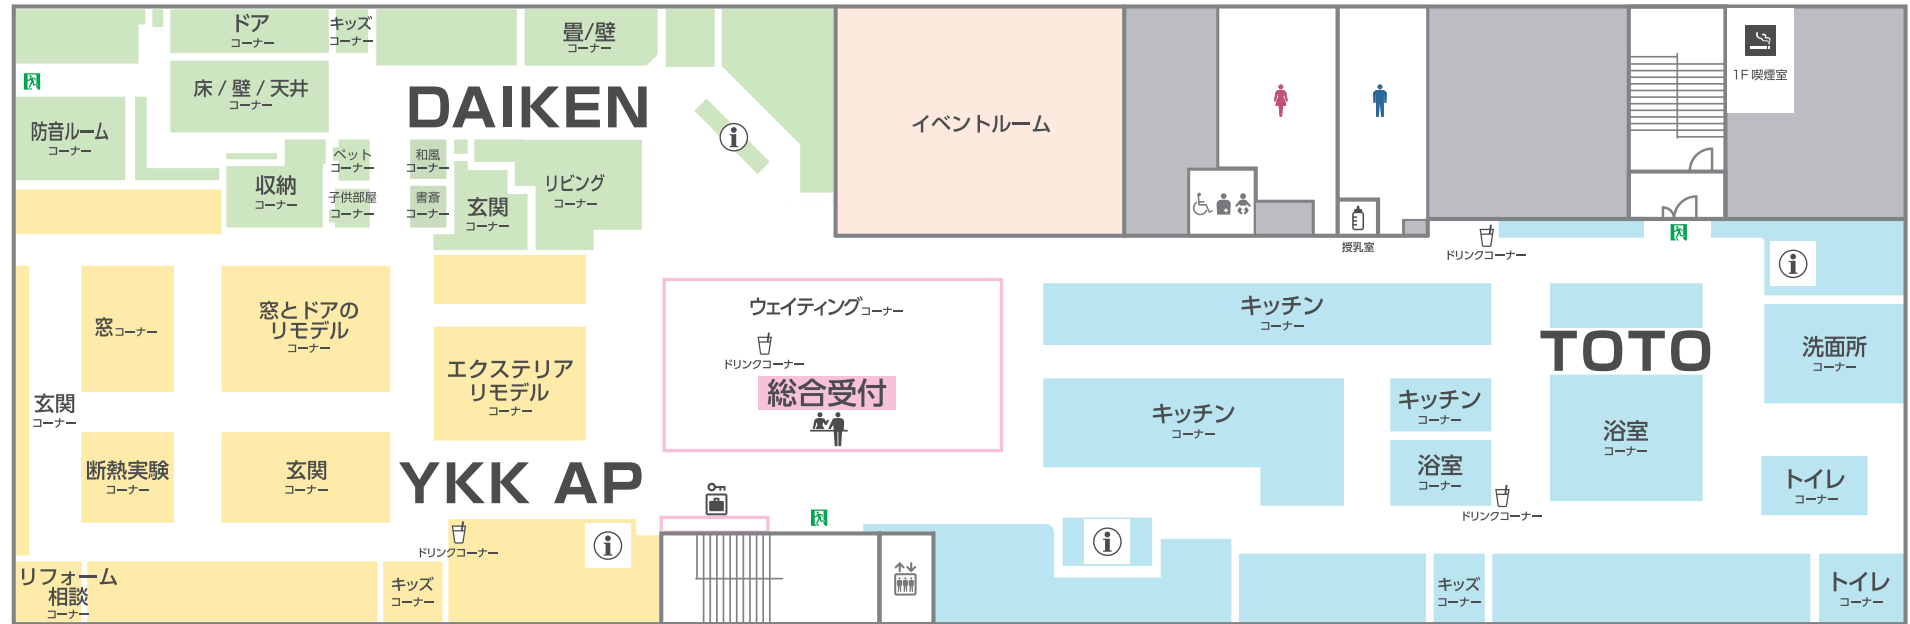 ドア
コーナー
キッズ
コーナー
畳/壁
コーナー
床/壁/天井
コーナー
DAIKEN
防音ルーム
コーナー
収納
コーナー
ペット
コーナー
子供部屋
コーナー
和風
コーナー
書斎
コーナー
玄関
コーナー
リビング
コーナー
イベントルーム
授乳室
1F 喫煙室
ドリンクコーナー
窓コーナー
窓とドアの
リモデル
コーナー
エクステリア
リモデル
コーナー
玄関
コーナー
断熱実験
コーナー
玄関
コーナー
YKK AP
ドリンクコーナー
リフォーム
相談
コーナー
キッズ
コーナー
ウェイティングコーナー
ドリンクコーナー
総合受付
キッチン
コーナー
キッチン
コーナー
キッチン
コーナー
浴室
コーナー
TOTO
浴室
コーナー
洗面所
コーナー
トイレ
コーナー
ドリンクコーナー
キッズ
コーナー
トイレ
コーナー